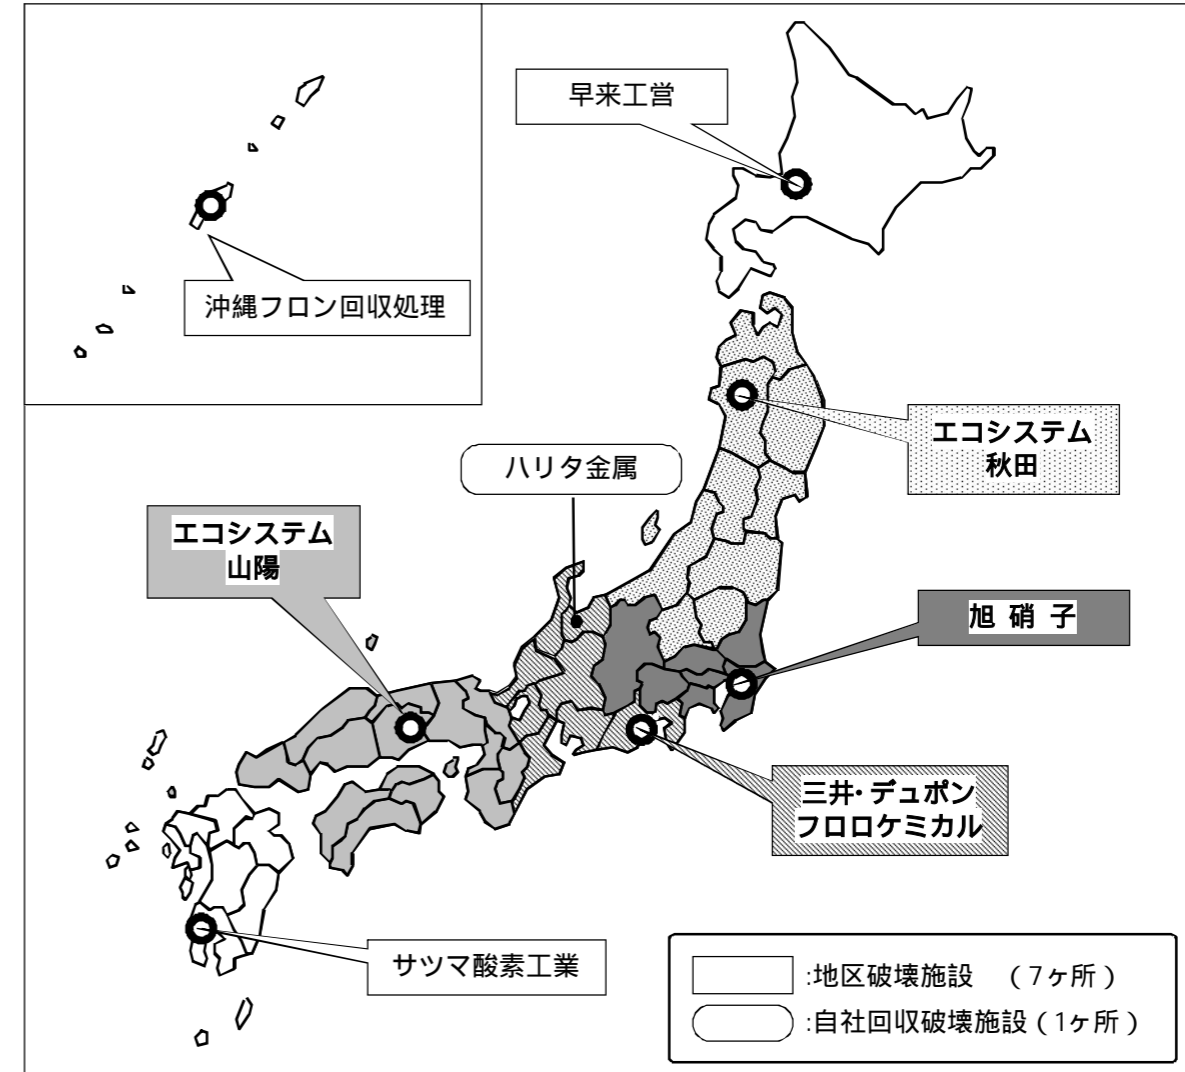 早来工営
沖縄フロン回収処理
エコシステム
秋田
ハリタ金属
エコシステム
山陽
旭 硝 子
三井・デュポン
フロロケミカル
サツマ酸素工業
:地区破壊施設 （7ヶ所）
:自社回収破壊施設（1ヶ所）